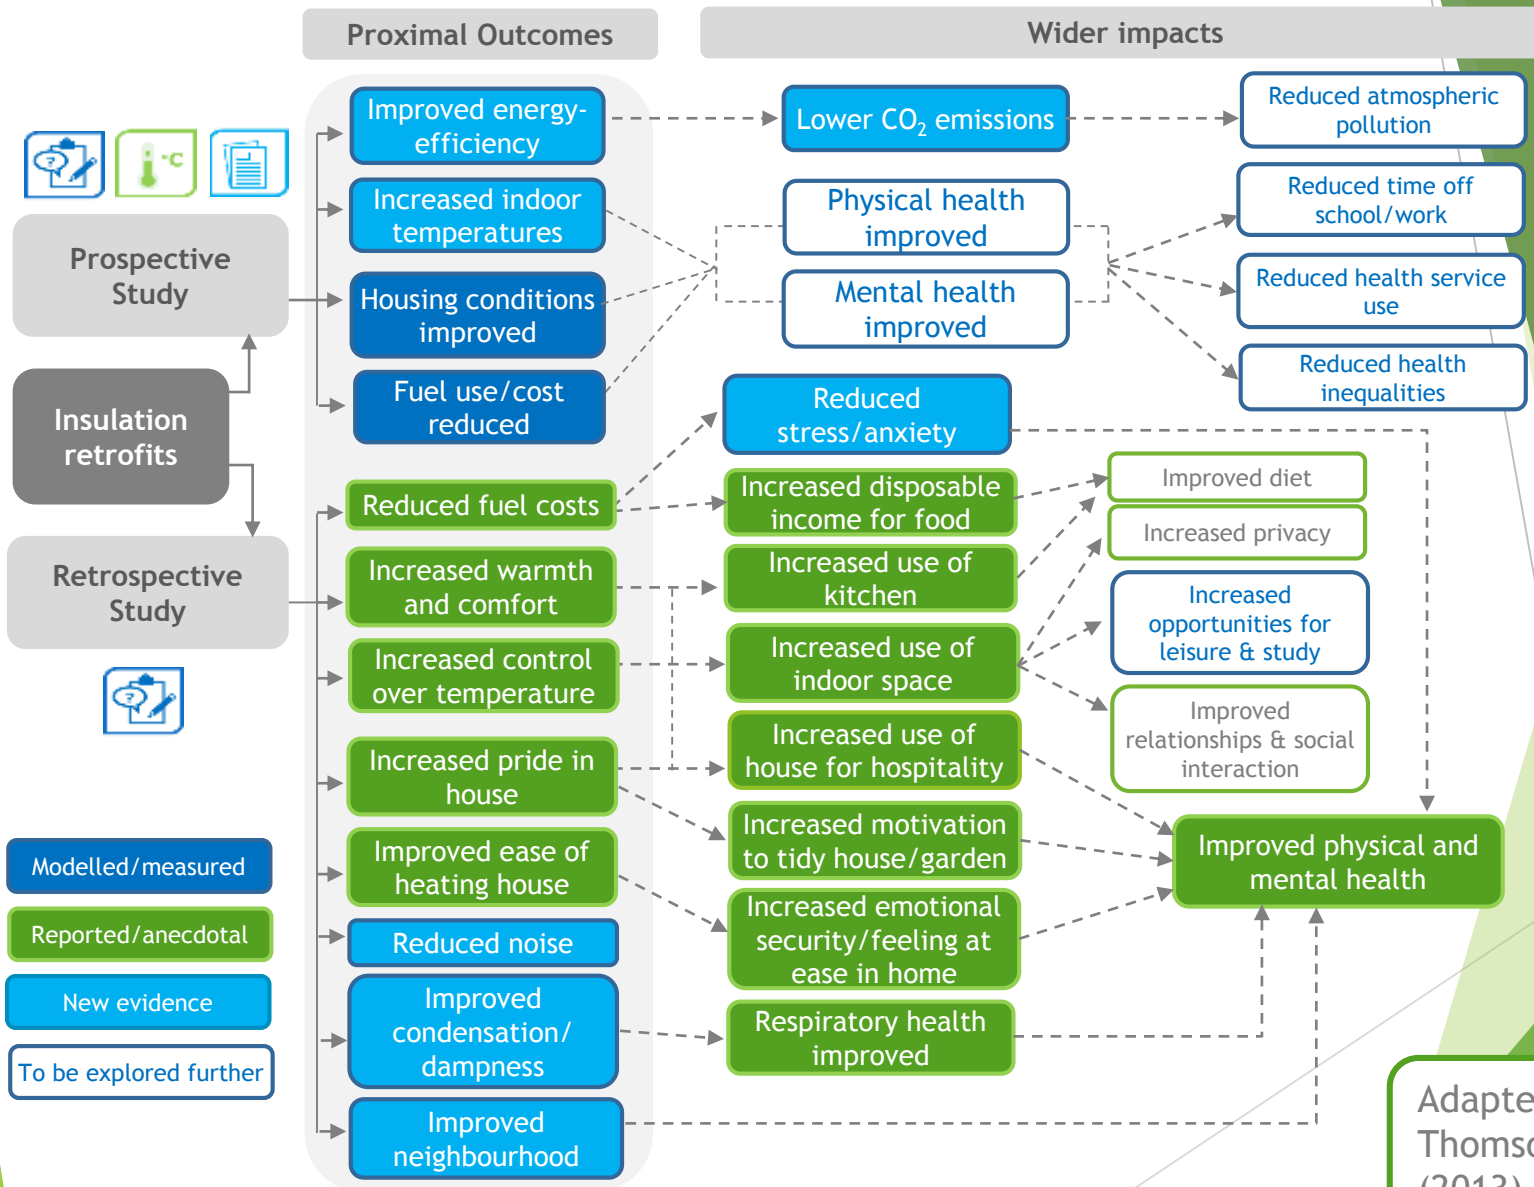 Proximal Outcomes
Wider impacts
?
°C
Prospective
Study
Insulation
retrofits
Retrospective
Study
?
Modelled/measured
Reported/anecdotal
New evidence
To be explored further
Improved energy-
efficiency
Increased indoor
temperatures
Housing conditions
improved
Fuel use/cost
reduced
Reduced fuel costs
Increased warmth
and comfort
Increased control
over temperature
Increased pride in
house
Improved ease of
heating house
Reduced noise
Improved
condensation/
dampness
Improved
neighbourhood
Lower CO₂ emissions
Physical health
improved
Mental health
improved
Reduced
stress/anxiety
Increased disposable
income for food
Increased use of
kitchen
Increased use of
indoor space
Increased use of
house for hospitality
Increased motivation
to tidy house/garden
Increased emotional
security/feeling at
ease in home
Respiratory health
improved
Reduced atmospheric
pollution
Reduced time off
school/work
Reduced health service
use
Reduced health
inequalities
Improved diet
Increased privacy
Increased
opportunities for
leisure & study
Improved
relationships & social
interaction
Improved physical and
mental health
Adapte
Thomso
(2013)